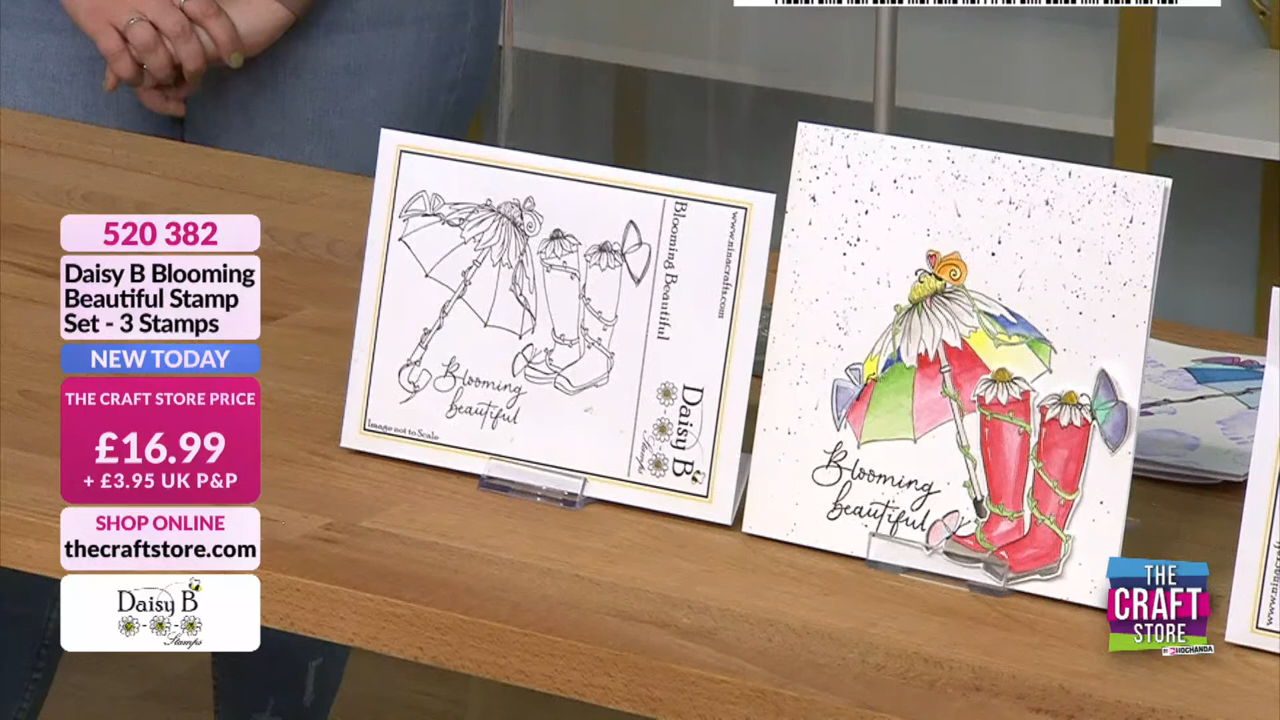 520 382
Daisy B Blooming
Beautiful Stamp
Set - 3 Stamps
NEW TODAY
THE CRAFT STORE PRICE
£16.99
+ £3.95 UK P&P
SHOP ONLINE
thecraftstore.com
Daisy B
Stamps
Blooming
beautiful
Image not to Scale
www.ninacrafts.com
Blooming Beautiful
Daisy B
Stamps
Blooming
beautiful
THE
CRAFT
STORE
BY HOCHANDA